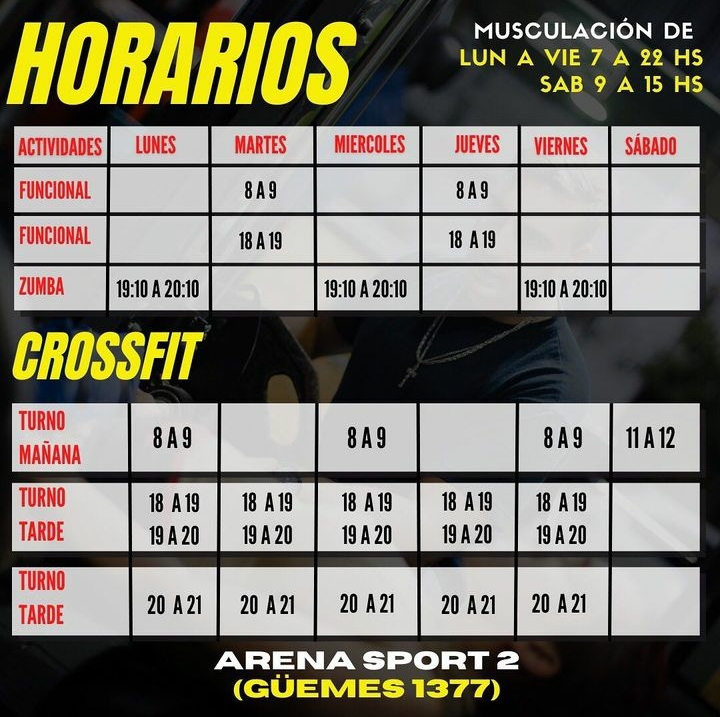 HORARIOS
MUSCULACIÓN DE
LUN A VIE 7 A 22 HS
SAB 9 A 15 HS
ACTIVIDADES LUNES MARTES MIERCOLES JUEVES VIERNES SÁBADO
FUNCIONAL 8 A 9 8 A 9
FUNCIONAL 18 A 19 18 A 19
ZUMBA 19:10 A 20:10 19:10 A 20:10 19:10 A 20:10
CROSSFIT
TURNO
MAÑANA 8 A 9 8 A 9 8 A 9 11 A 12
TURNO 18 A 19 18 A 19 18 A 19 18 A 19 18 A 19
TARDE 19 A 20 19 A 20 19 A 20 19 A 20 19 A 20
TURNO
TARDE 20 A 21 20 A 21 20 A 21 20 A 21 20 A 21
ARENA SPORT 2
(GÜEMES 1377)